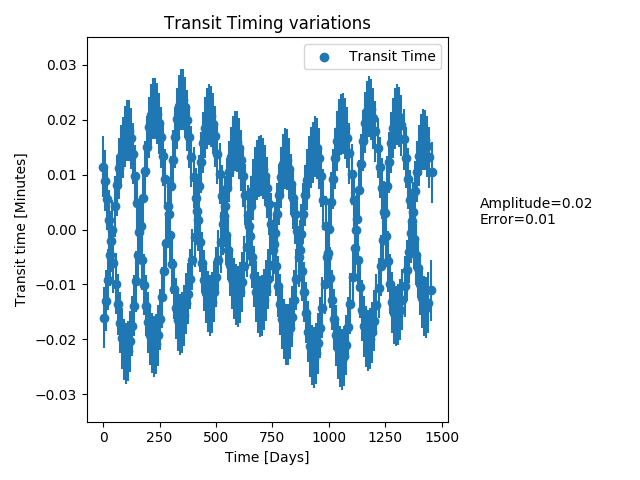 Transit Timing variations
Transit Time
0.03
0.02
0.01
0.00
−0.01
−0.02
−0.03
Transit time [Minutes]
Amplitude=0.02
Error=0.01
0 250 500 750 1000 1250 1500
Time [Days]